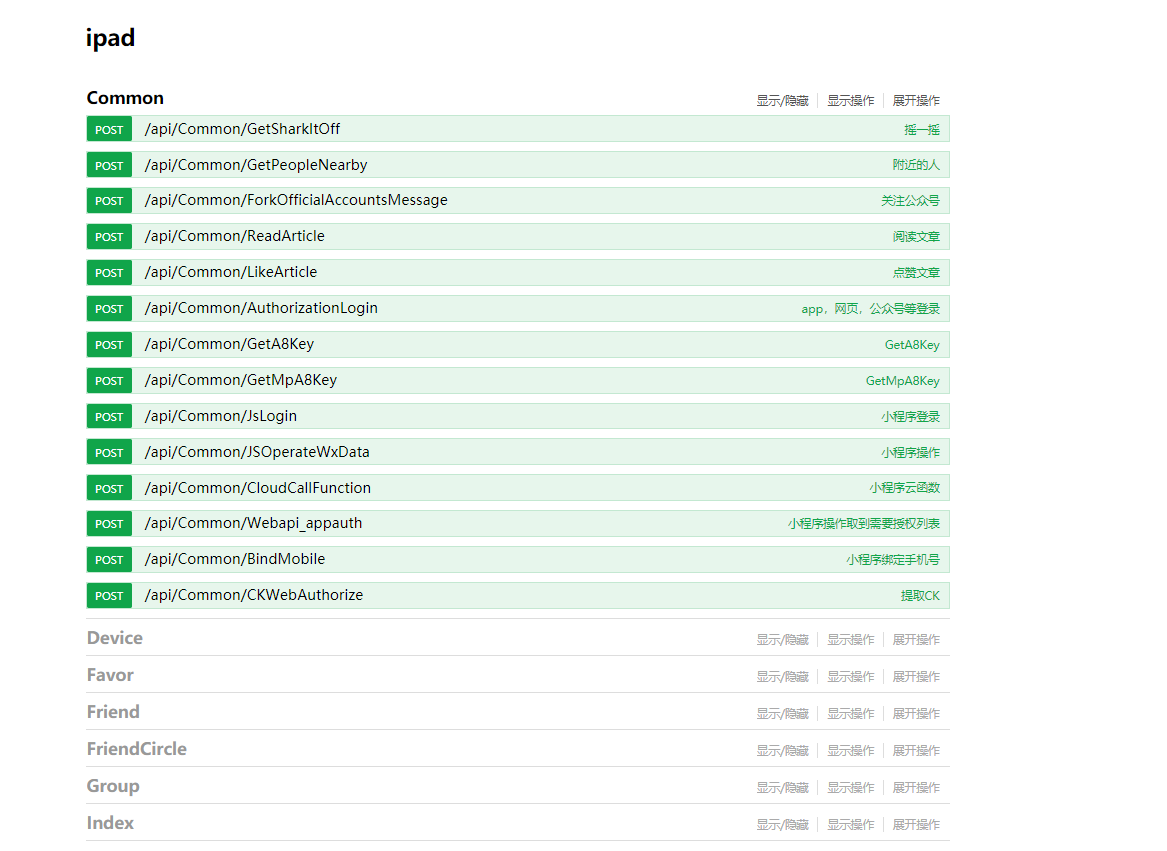 ipad
Common 显示/隐藏 显示操作 展开操作
POST /api/Common/GetSharkItOff 摇一摇
POST /api/Common/GetPeopleNearby 附近的人
POST /api/Common/ForkOfficialAccountsMessage 关注公众号
POST /api/Common/ReadArticle 阅读文章
POST /api/Common/LikeArticle 点赞文章
POST /api/Common/AuthorizationLogin app，网页，公众号等登录
POST /api/Common/GetA8Key GetA8Key
POST /api/Common/GetMpA8Key GetMpA8Key
POST /api/Common/JsLogin 小程序登录
POST /api/Common/JSOperateWxData 小程序操作
POST /api/Common/CloudCallFunction 小程序云函数
POST /api/Common/Webapi_appauth 小程序操作取到需要授权列表
POST /api/Common/BindMobile 小程序绑定手机号
POST /api/Common/CKWebAuthorize 提取CK
Device 显示/隐藏 显示操作 展开操作
Favor 显示/隐藏 显示操作 展开操作
Friend 显示/隐藏 显示操作 展开操作
FriendCircle 显示/隐藏 显示操作 展开操作
Group 显示/隐藏 显示操作 展开操作
Index 显示/隐藏 显示操作 展开操作